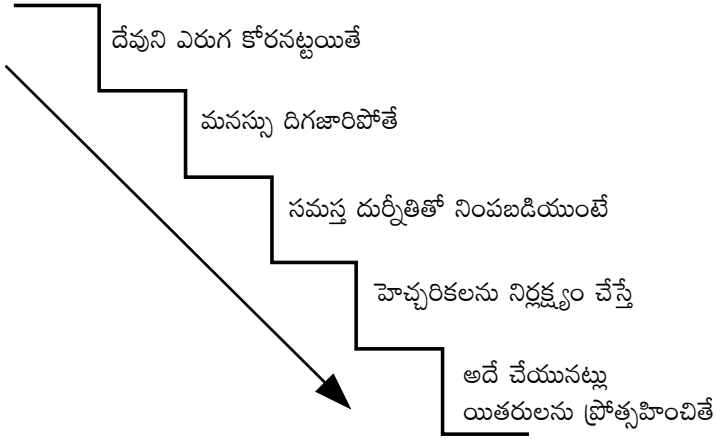 దేవుని ఎరుగ కోరనట్టయితే
మనస్సు దిగజారిపోతే
సమస్త దుర్నీతితో నింపబడియుంటే
హెచ్చరికలను నిర్లక్ష్యం చేస్తే
అదే చేయునట్లు
యితరులను ప్రోత్సహించితే